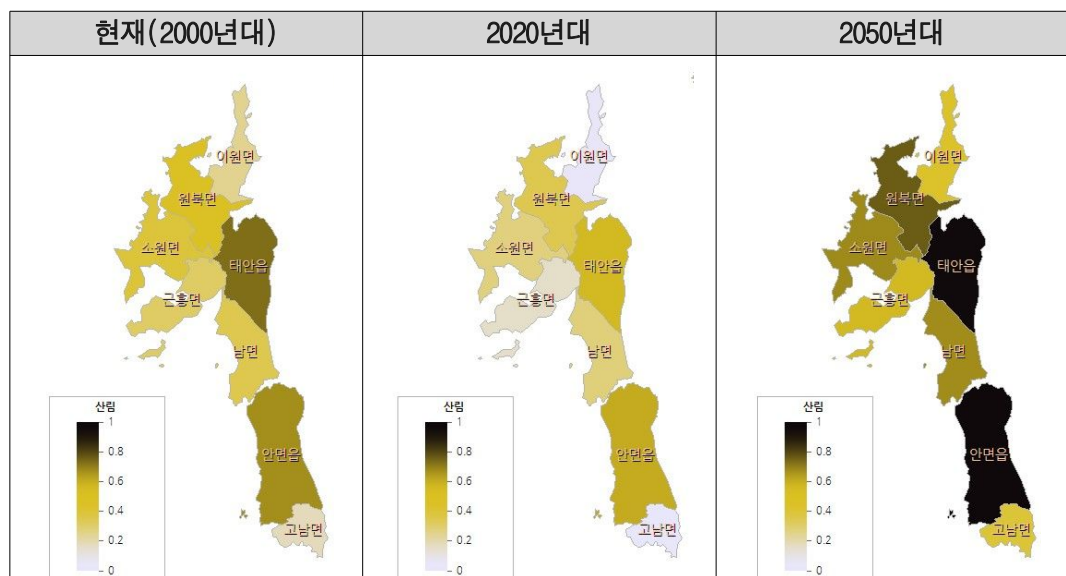 현재(2000년대)
2020년대
2050년대
이원면
원북면
소원면
태안읍
근흥면
남면
안면읍
고남면
산림
1
0.8
0.6
0.4
0.2
0
이원면
원북면
소원면
태안읍
근흥면
남면
안면읍
고남면
산림
1
0.8
0.6
0.4
0.2
0
이원면
원북면
소원면
태안읍
근흥면
남면
안면읍
고남면
산림
1
0.8
0.6
0.4
0.2
0